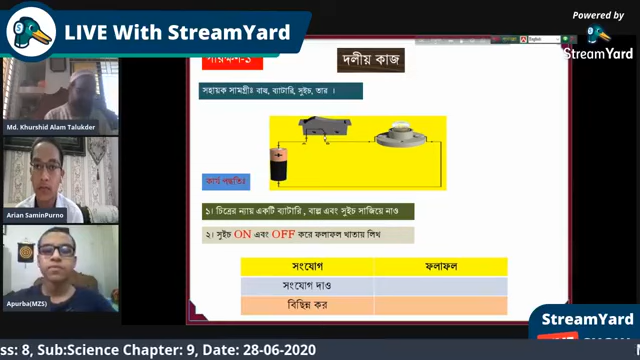 LIVE With StreamYard
Powered by
StreamYard
English
দলীয় কাজ
সহায়ক সামগ্রীঃ বাল্ব, ব্যাটারি, সুইচ, তার ।
Md. Khurshid Alam Talukder
কার্য পদ্ধতিঃ
১। চিত্রের ন্যায় একটি ব্যাটারি , বাল্ব এবং সুইচ সাজিয়ে নাও
Arian SaminPurno
২। সুইচ ON এবং OFF করে ফলাফল খাতায় লিখ
সংযোগ ফলাফল
সংযোগ দাও
বিছিন্ন কর
Apurba(MZS)
StreamYard
ss: 8, Sub:Science Chapter: 9, Date: 28-06-2020